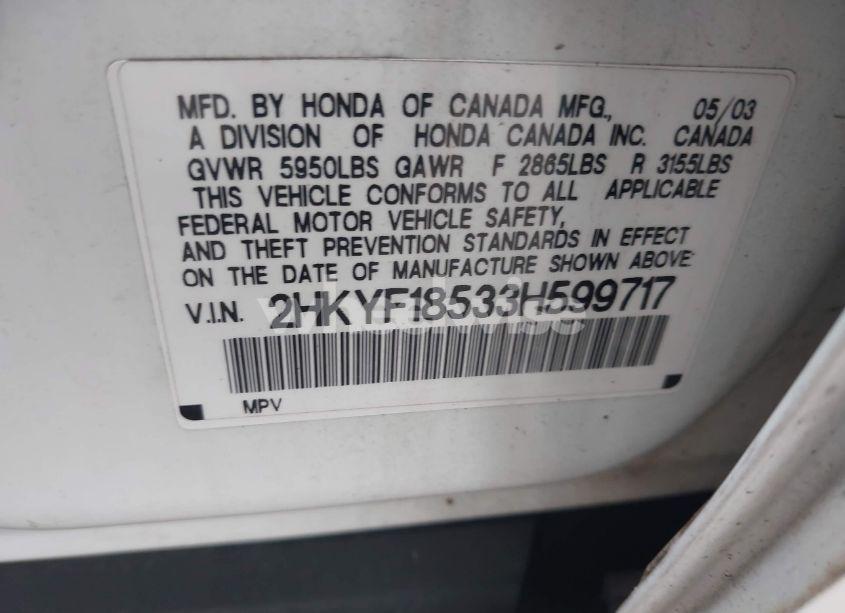 MFD. BY HONDA OF CANADA MFG., 05/03
A DIVISION OF HONDA CANADA INC. CANADA
GVWR 5950LBS GAWR F 2865LBS R 3155LBS
THIS VEHICLE CONFORMS TO ALL APPLICABLE
FEDERAL MOTOR VEHICLE SAFETY,
AND THEFT PREVENTION STANDARDS IN EFFECT
ON THE DATE OF MANUFACTURE SHOWN ABOVE
V.I.N. 2HKYF18533H599717
MPV